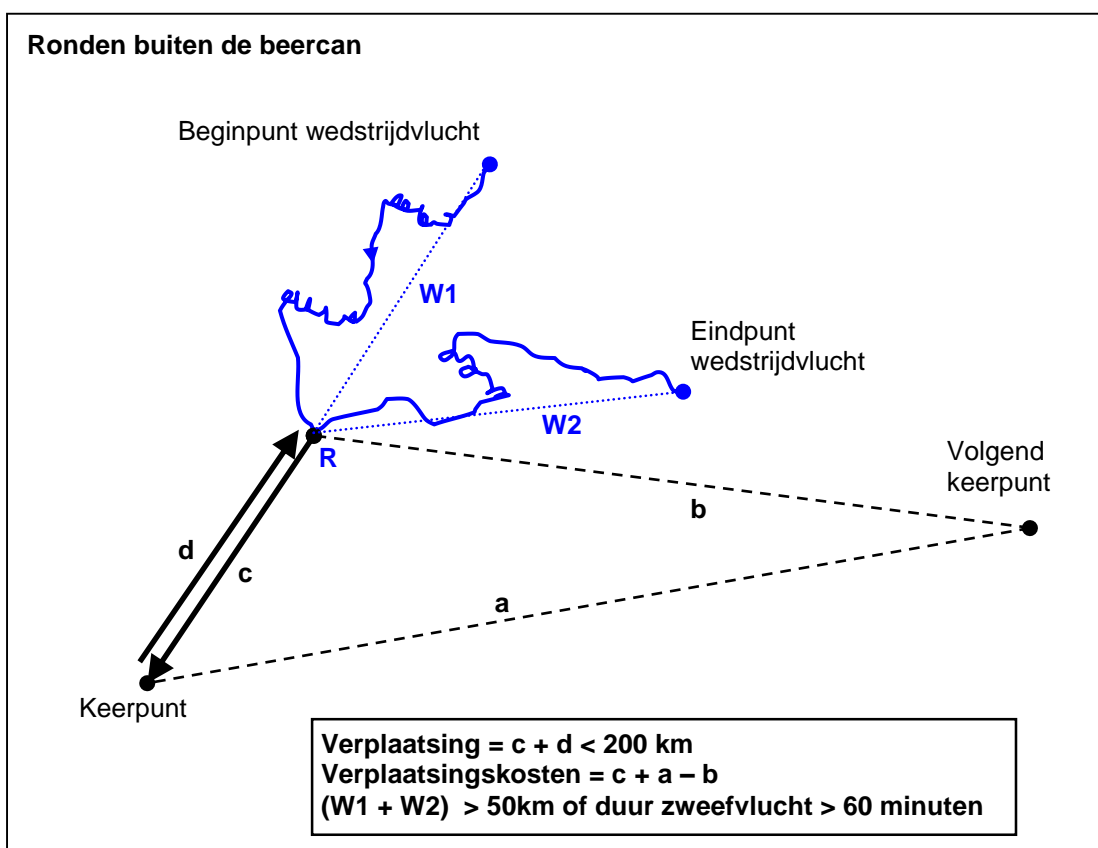 Ronden buiten de beercan
Beginpunt wedstrijdvlucht
W1
Eindpunt
wedstrijdvlucht
W2
R
Volgend
keerpunt
b
d
c
a
Keerpunt
Verplaatsing = c + d < 200 km
Verplaatsingskosten = c + a – b
(W1 + W2)  > 50km of duur zweefvlucht > 60 minuten